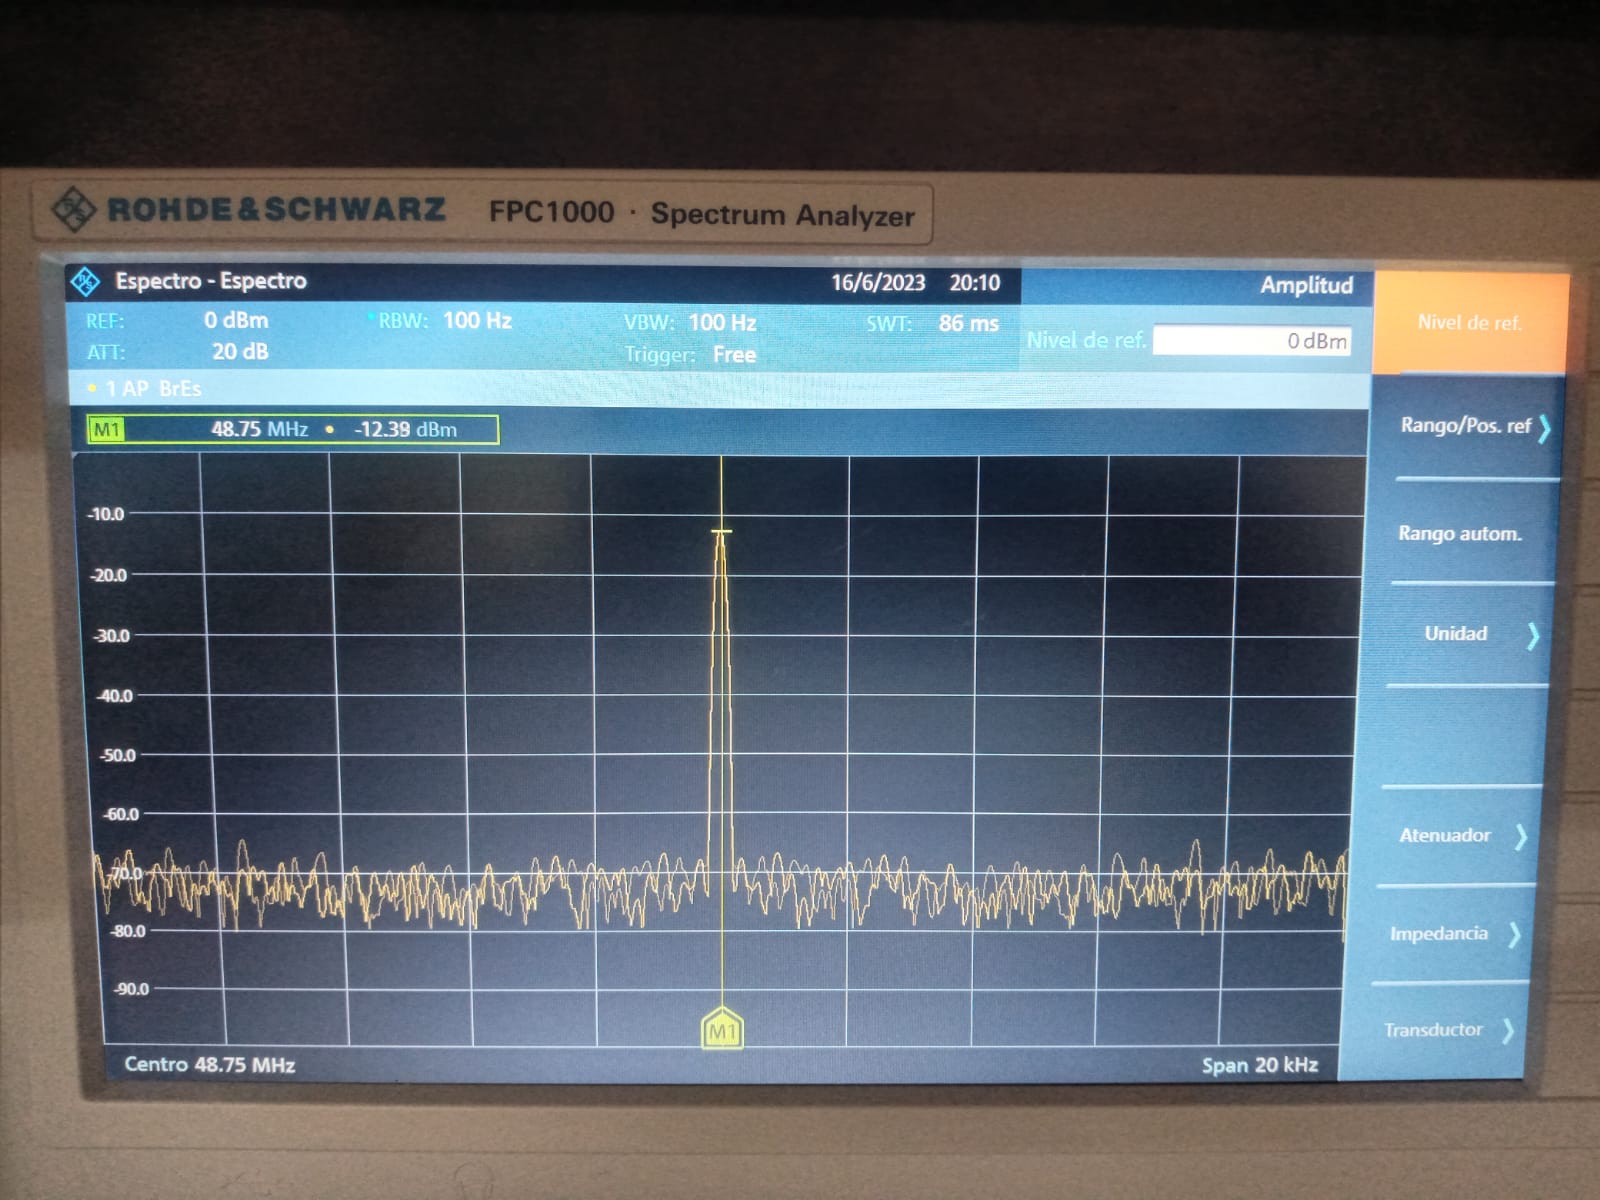 ROHDE&SCHWARZ FPC1000 · Spectrum Analyzer
Espectro - Espectro 16/6/2023 20:10 Amplitud
REF: 0 dBm RBW: 100 Hz VBW: 100 Hz SWT: 86 ms
ATT: 20 dB Trigger: Free
Nivel de ref. 0 dBm
1 AP BrEs
M1 48.75 MHz • -12.39 dBm
-10.0
-20.0
-30.0
-40.0
-50.0
-60.0
-70.0
-80.0
-90.0
M1
Centro 48.75 MHz Span 20 kHz
Nivel de ref.
Rango/Pos. ref
Rango autom.
Unidad
Atenuador
Impedancia
Transductor